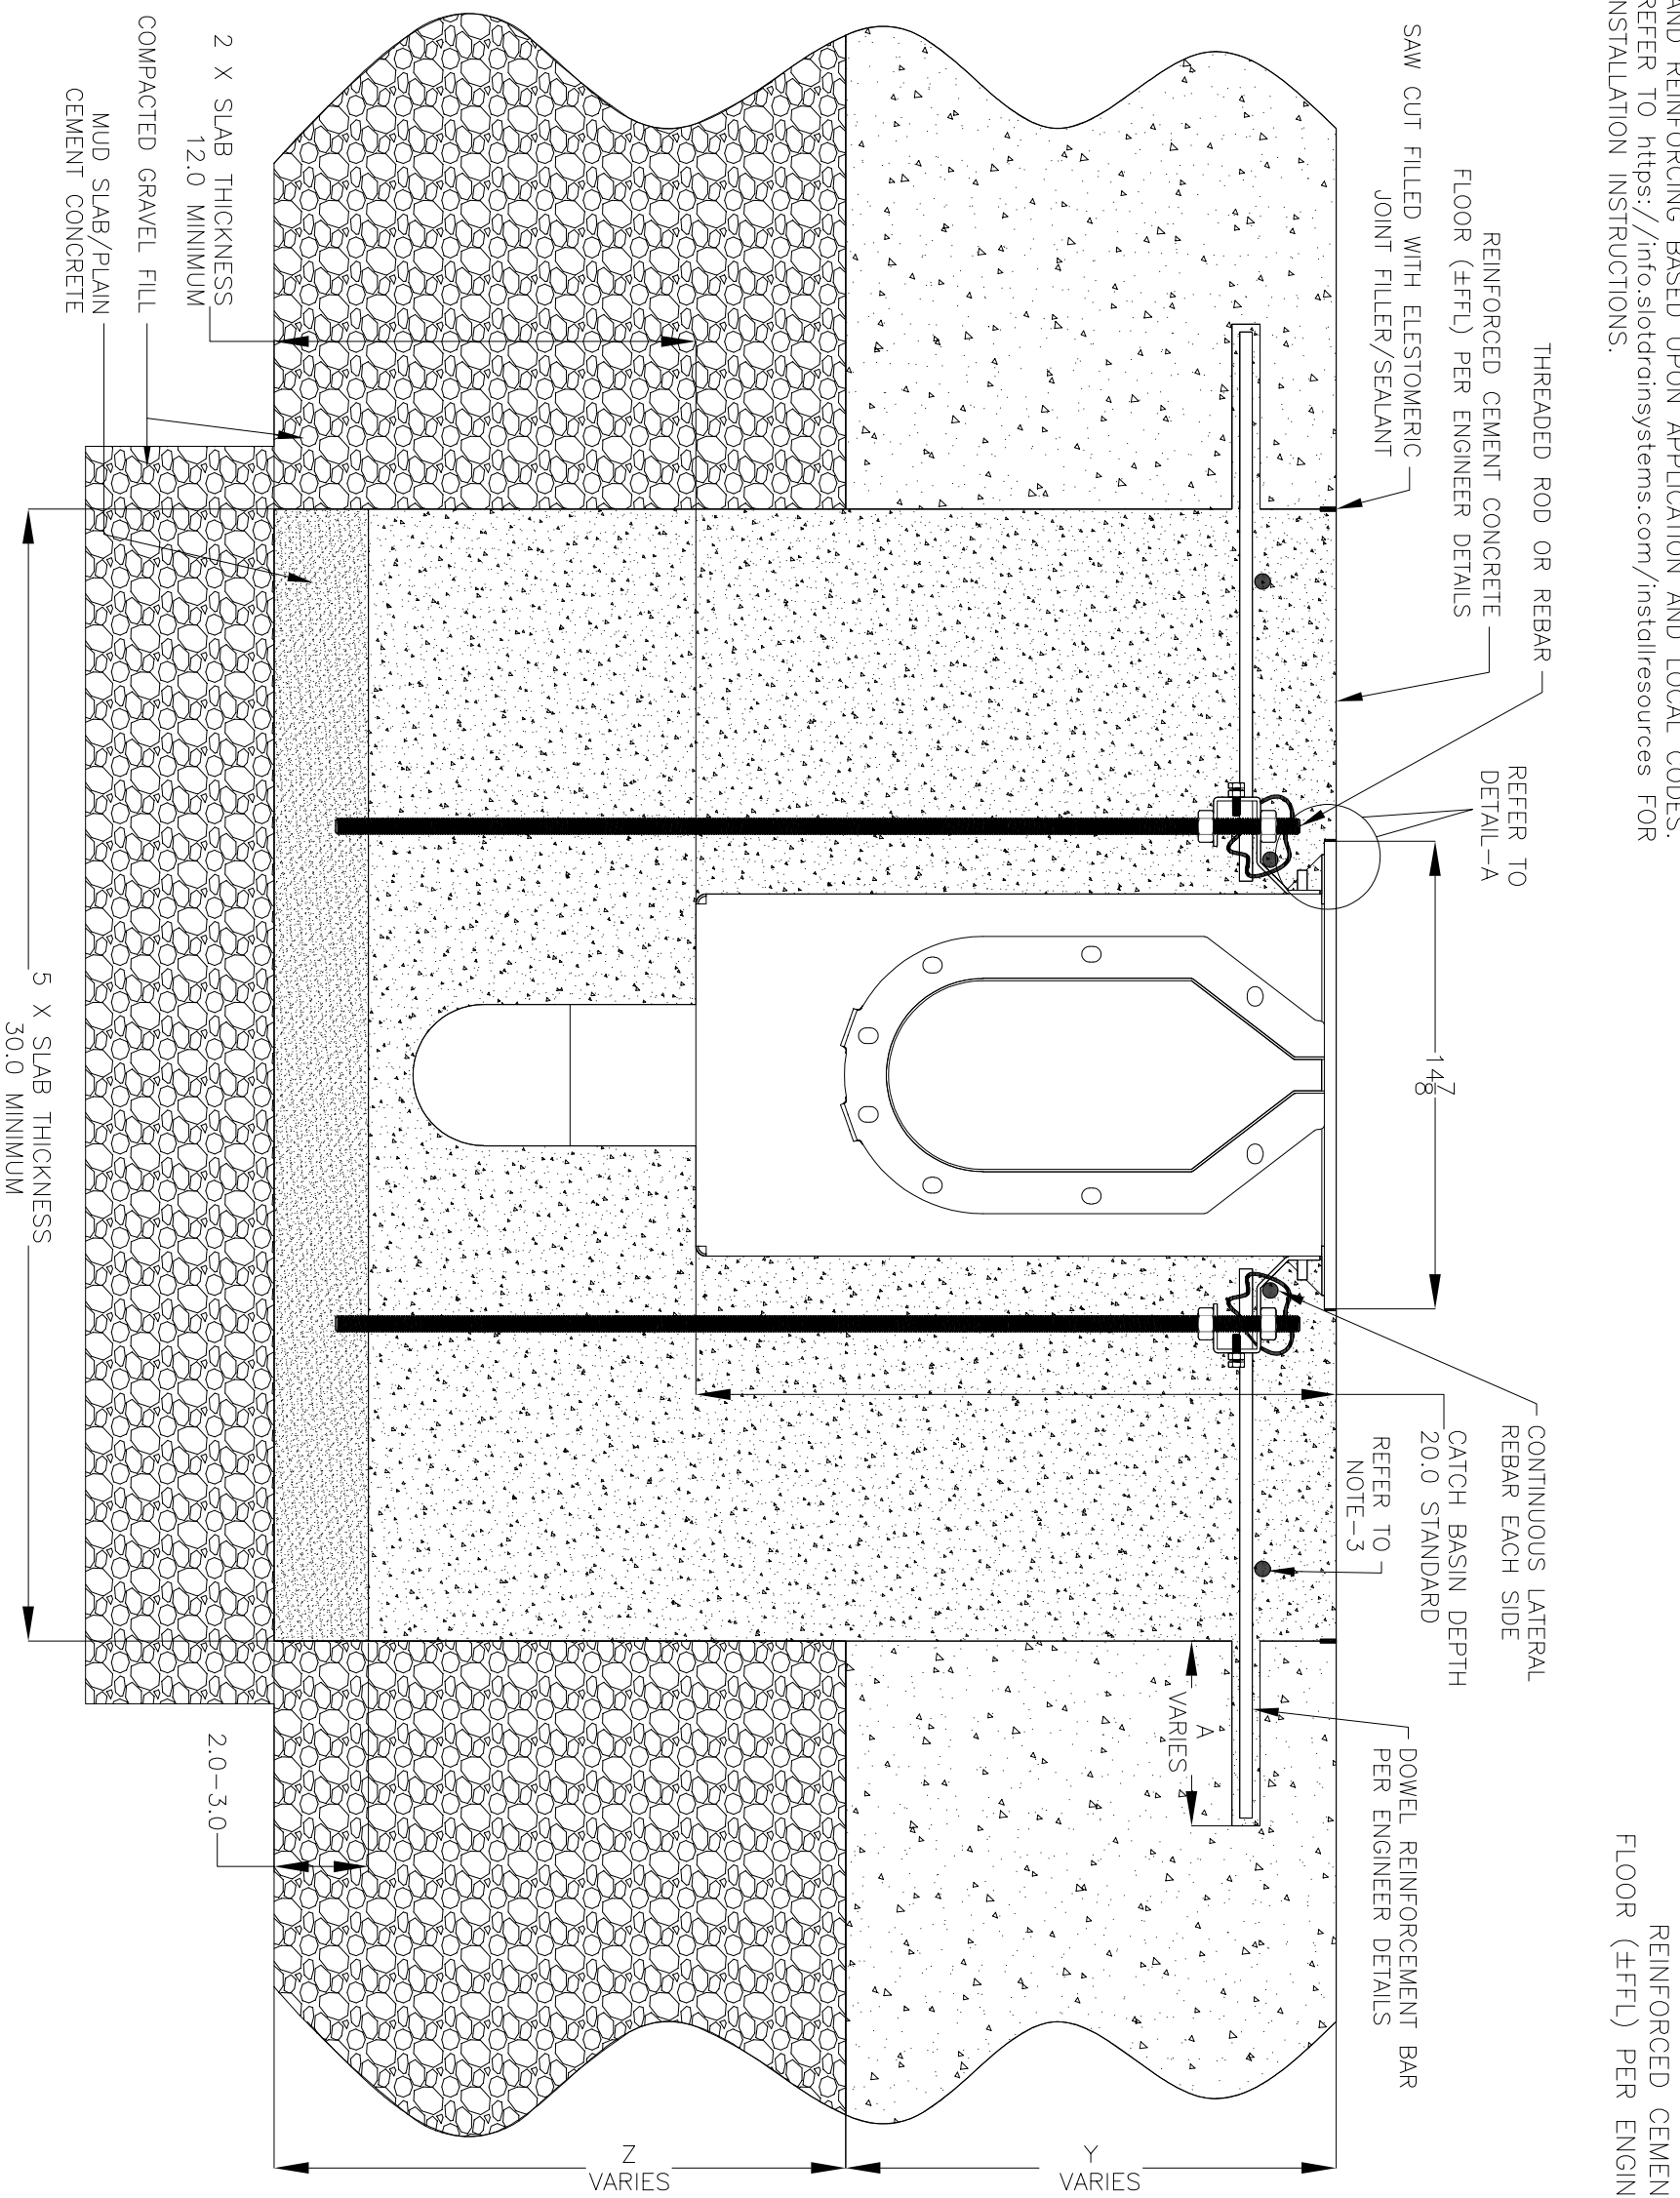 AND REINFORCING BASED UPON APPLICATION AND LOCAL CODES.
REFER TO https://info.slotdrainsystems.com/installresources FOR
INSTALLATION INSTRUCTIONS.
REINFORCED CEMEN
FLOOR (±FFL) PER ENGIN
THREADED ROD OR REBAR
REINFORCED CEMENT CONCRETE
FLOOR (±FFL) PER ENGINEER DETAILS
SAW CUT FILLED WITH ELESTOMERIC
JOINT FILLER/SEALANT
REFER TO
DETAIL-A
14 7/8
CONTINUOUS LATERAL
REBAR EACH SIDE
CATCH BASIN DEPTH
20.0 STANDARD
REFER TO
NOTE-3
DOWEL REINFORCEMENT BAR
PER ENGINEER DETAILS
A
VARIES
Y
VARIES
Z
VARIES
2 X SLAB THICKNESS
12.0 MINIMUM
COMPACTED GRAVEL FILL
MUD SLAB/PLAIN
CEMENT CONCRETE
2.0-3.0
5 X SLAB THICKNESS
30.0 MINIMUM